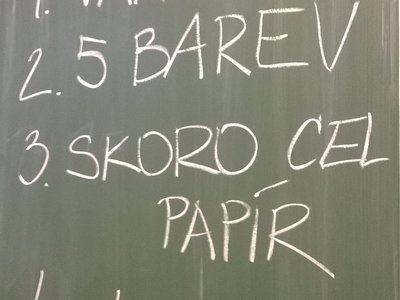 2. 5 BAREV
3. SKORO CEL
PAPÍR